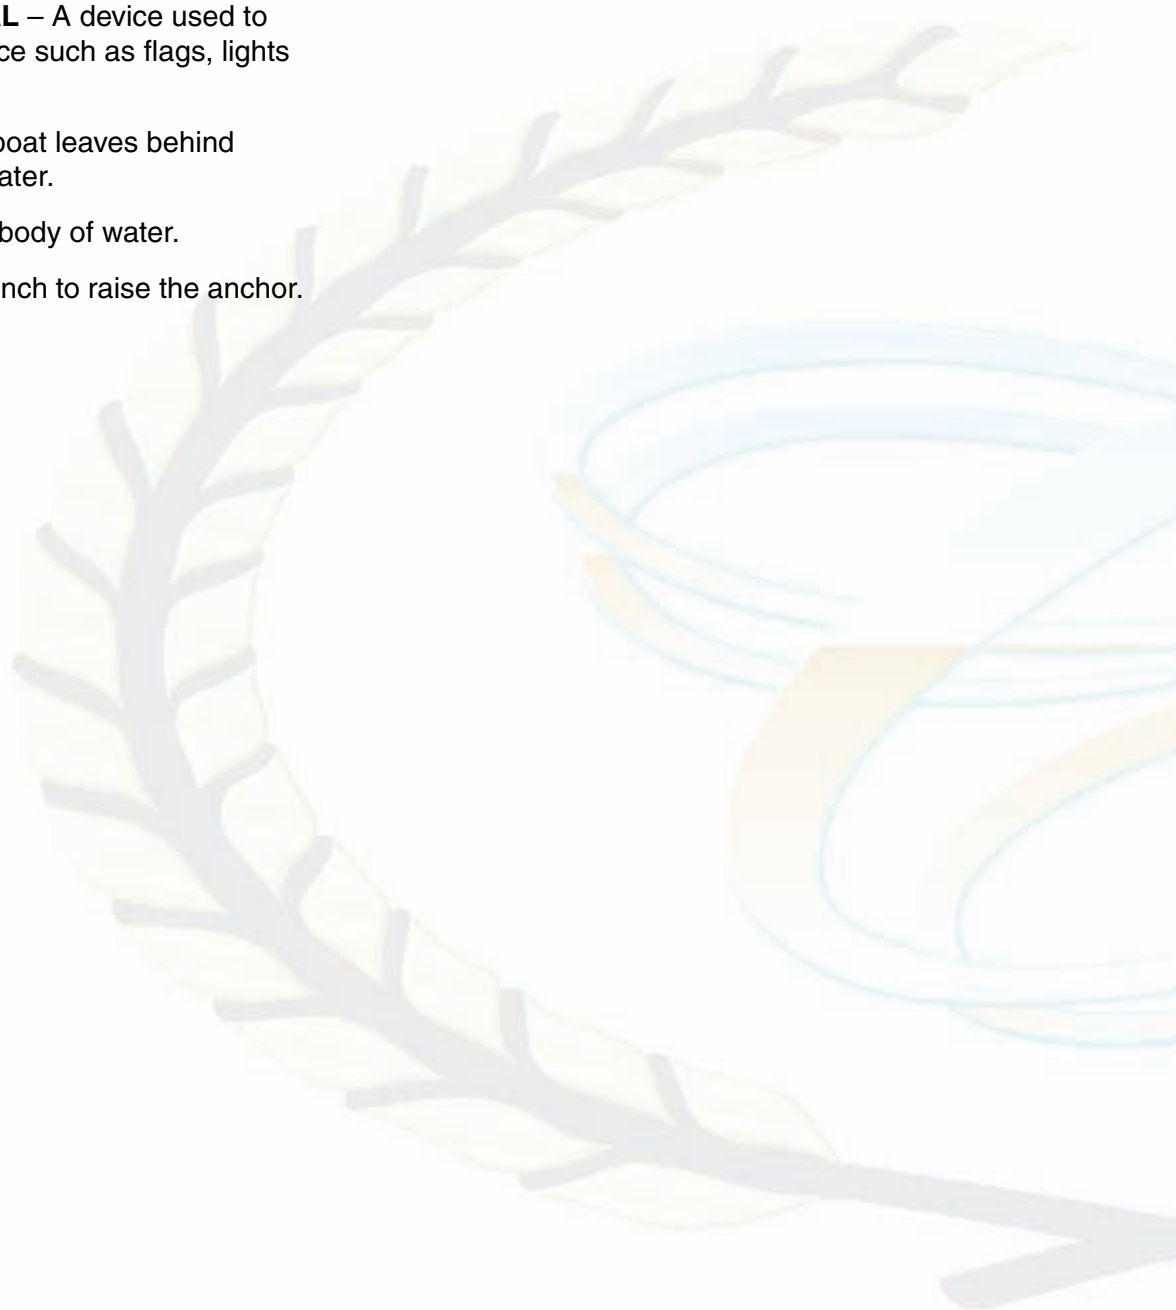 L – A device used to
ce such as flags, lights
boat leaves behind
ater.
body of water.
nch to raise the anchor.